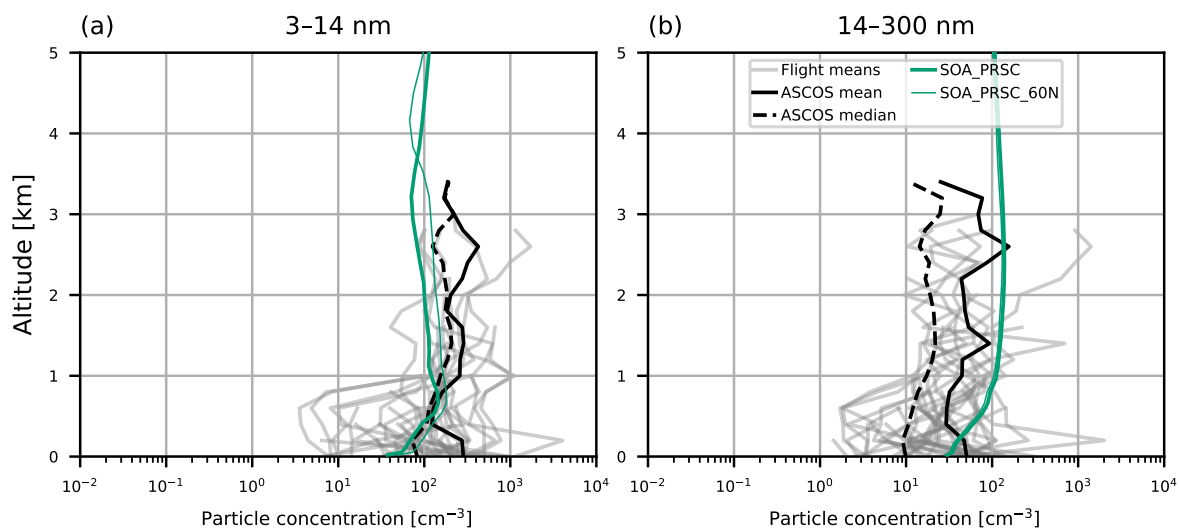 (a) 3–14 nm
(b) 14–300 nm
Altitude [km]
5
4
3
2
1
0
5
4
3
2
1
0
Flight means
ASCOS mean
ASCOS median
SOA_PRSC
SOA_PRSC_60N
10⁻² 10⁻¹ 10⁰ 10¹ 10² 10³ 10⁴
10⁻² 10⁻¹ 10⁰ 10¹ 10² 10³ 10⁴
Particle concentration [cm⁻³]
Particle concentration [cm⁻³]